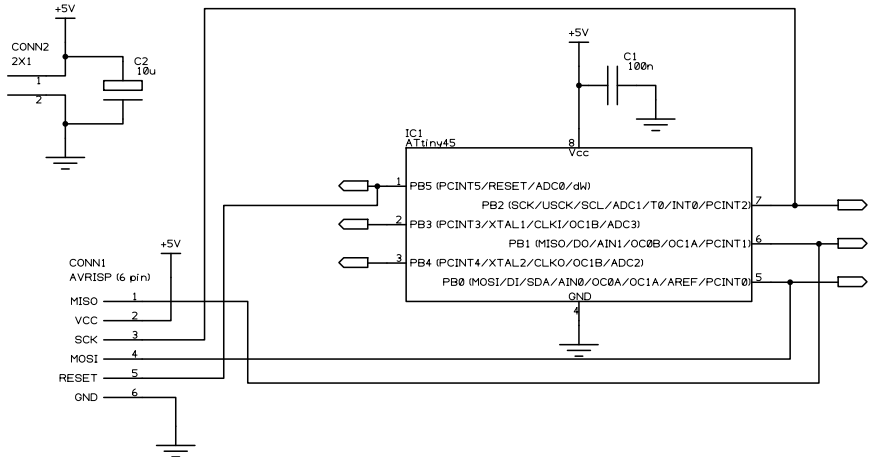 +5V
CONN2
2X1
1
2
C2
10u
+5V
C1
100n
IC1
ATtiny45
8
Vcc
1 PB5 (PCINT5/RESET/ADC0/dW)
PB2 (SCK/USCK/SCL/ADC1/T0/INT0/PCINT2) 7
2 PB3 (PCINT3/XTAL1/CLKI/OC1B/ADC3)
PB1 (MISO/DO/AIN1/OC0B/OC1A/PCINT1) 6
3 PB4 (PCINT4/XTAL2/CLKO/OC1B/ADC2)
PB0 (MOSI/DI/SDA/AIN0/OC0A/OC1A/AREF/PCINT0) 5
GND
4
+5V
CONN1
AVRISP (6 pin)
MISO 1
VCC 2
SCK 3
MOSI 4
RESET 5
GND 6